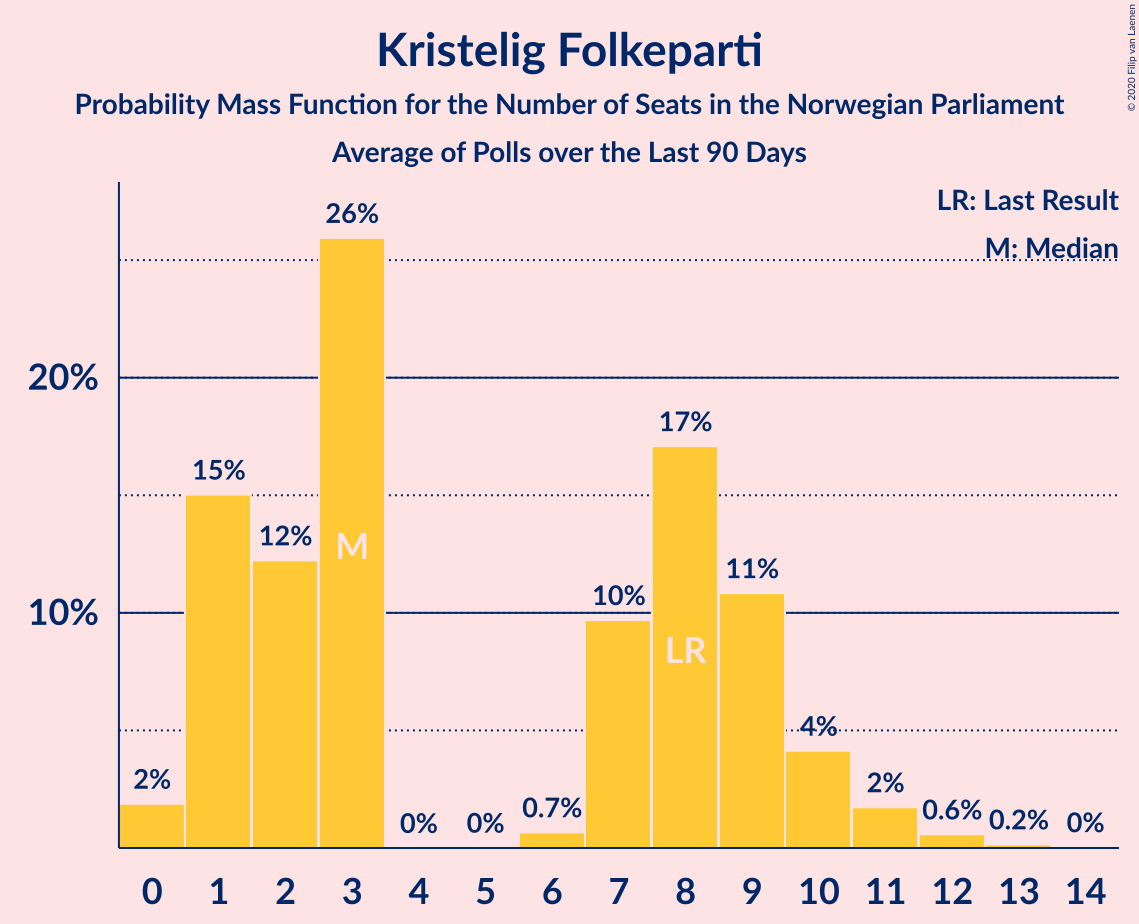 Kristelig Folkeparti
Probability Mass Function for the Number of Seats in the Norwegian Parliament
Average of Polls over the Last 90 Days
© 2020 Filip van Laenen
LR: Last Result
M: Median
26%
20%
17%
15%
12%
M
11%
10%
10%
LR
4%
2%
2%
0.7%
0.6%
0.2%
0%
0%
0%
0 1 2 3 4 5 6 7 8 9 10 11 12 13 14